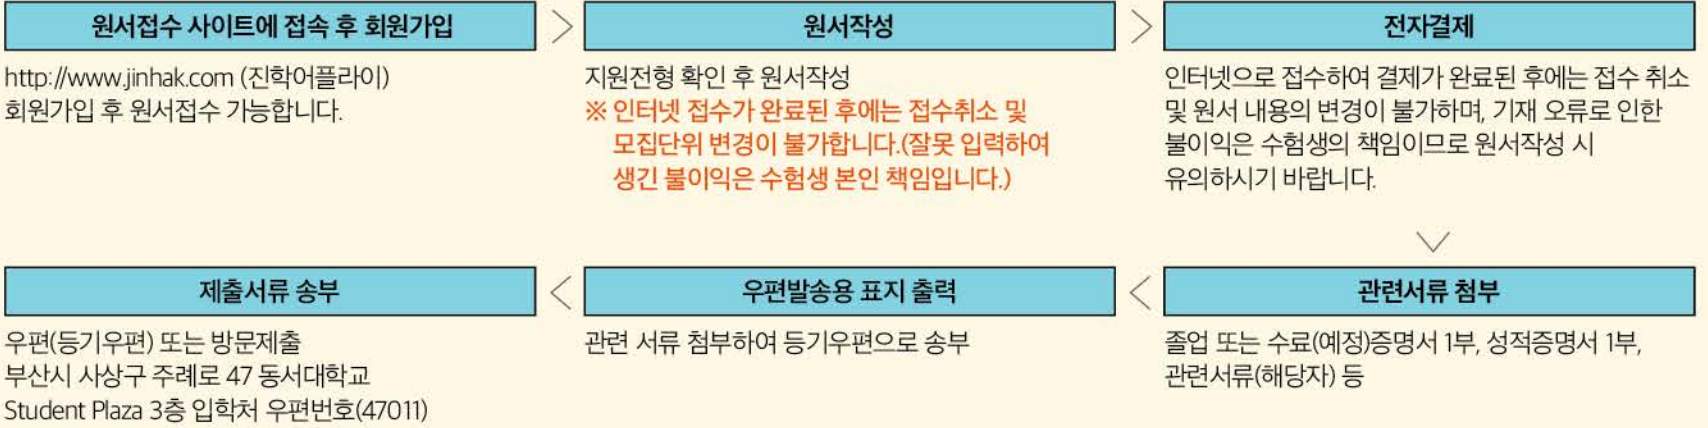 원서접수 사이트에 접속 후 회원가입
http://www.jinhak.com (진학어플라이)
회원가입 후 원서접수 가능합니다.
원서작성
지원전형 확인 후 원서작성
※ 인터넷 접수가 완료된 후에는 접수취소 및
모집단위 변경이 불가합니다.(잘못 입력하여
생긴 불이익은 수험생 본인 책임입니다.)
전자결제
인터넷으로 접수하여 결제가 완료된 후에는 접수 취소
및 원서 내용의 변경이 불가하며, 기재 오류로 인한
불이익은 수험생의 책임이므로 원서작성 시
유의하시기 바랍니다.
관련서류 첨부
졸업 또는 수료(예정)증명서 1부, 성적증명서 1부,
관련서류(해당자) 등
우편발송용 표지 출력
관련 서류 첨부하여 등기우편으로 송부
제출서류 송부
우편(등기우편) 또는 방문제출
부산시 사상구 주례로 47 동서대학교
Student Plaza 3층 입학처 우편번호(47011)